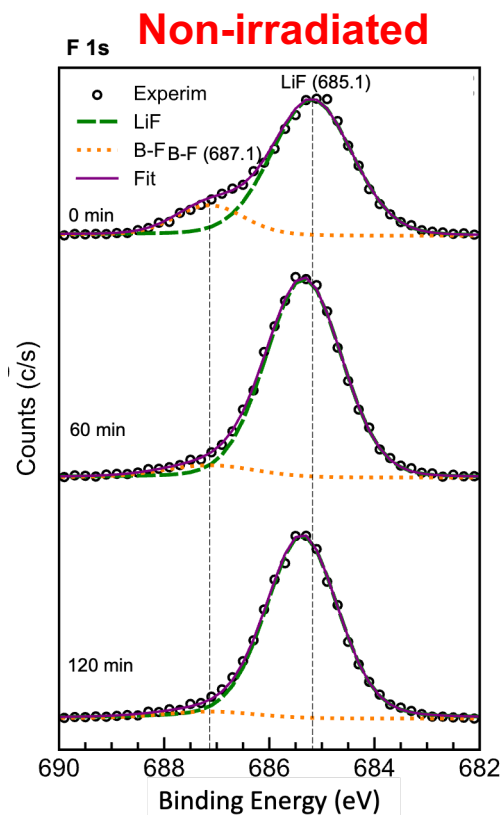 Non-irradiated
F 1s
LiF (685.1)
Experim
LiF
B-F
B-F (687.1)
Fit
0 min
60 min
120 min
Counts (c/s)
690 688 686 684 682
Binding Energy (eV)